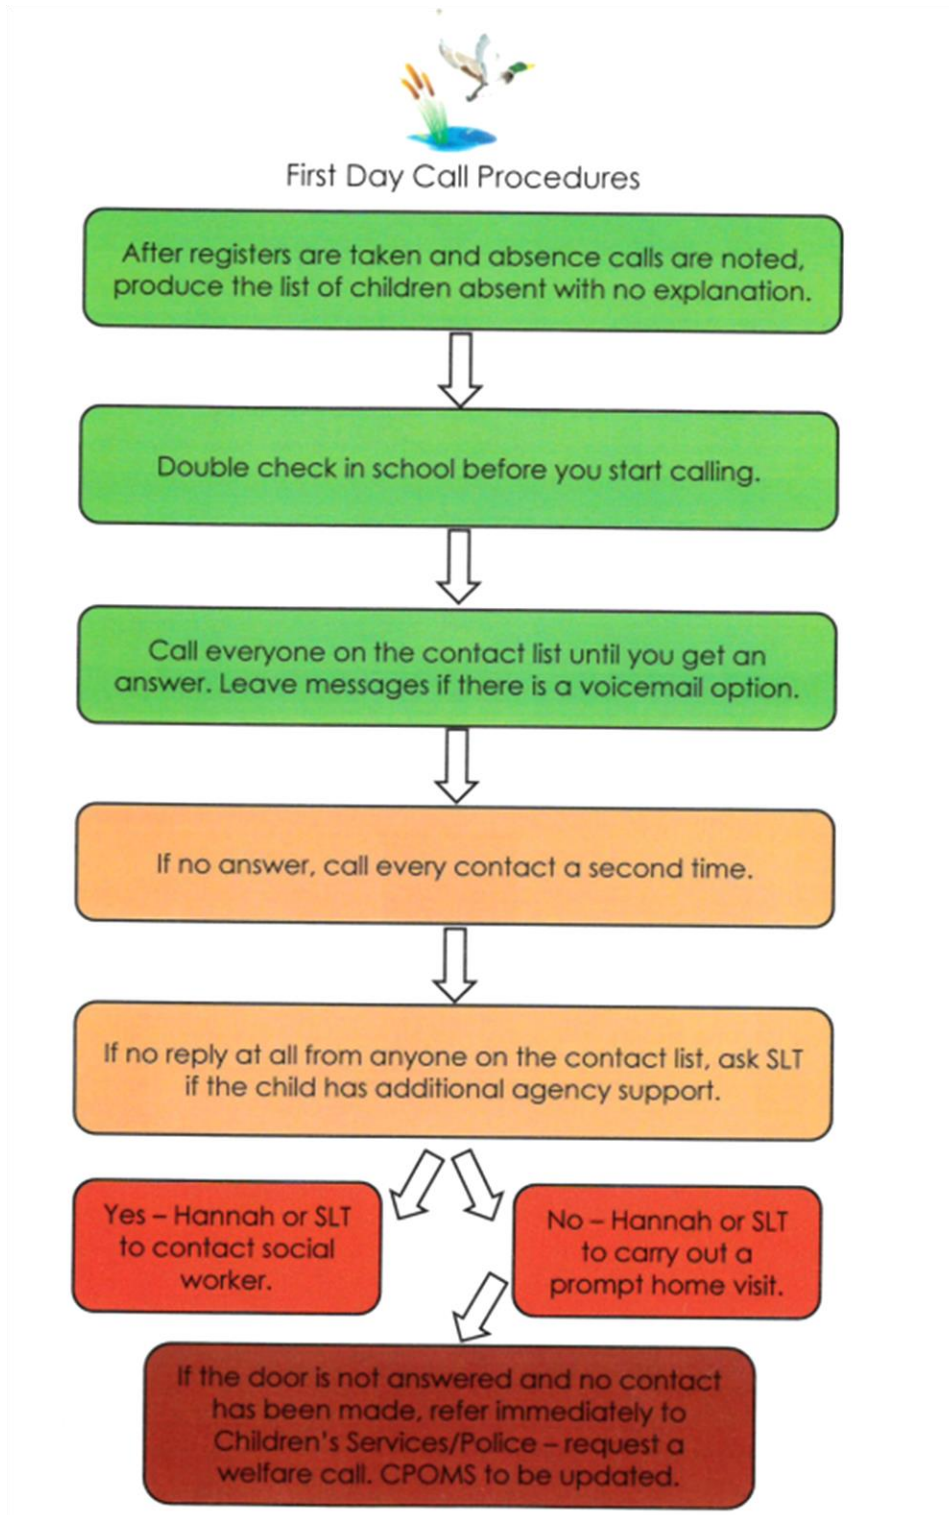 First Day Call Procedures
After registers are taken and absence calls are noted,
produce the list of children absent with no explanation.
Double check in school before you start calling.
Call everyone on the contact list until you get an
answer. Leave messages if there is a voicemail option.
If no answer, call every contact a second time.
If no reply at all from anyone on the contact list, ask SLT
if the child has additional agency support.
Yes – Hannah or SLT
to contact social
worker.
No – Hannah or SLT
to carry out a
prompt home visit.
If the door is not answered and no contact
has been made, refer immediately to
Children's Services/Police – request a
welfare call. CPOMS to be updated.